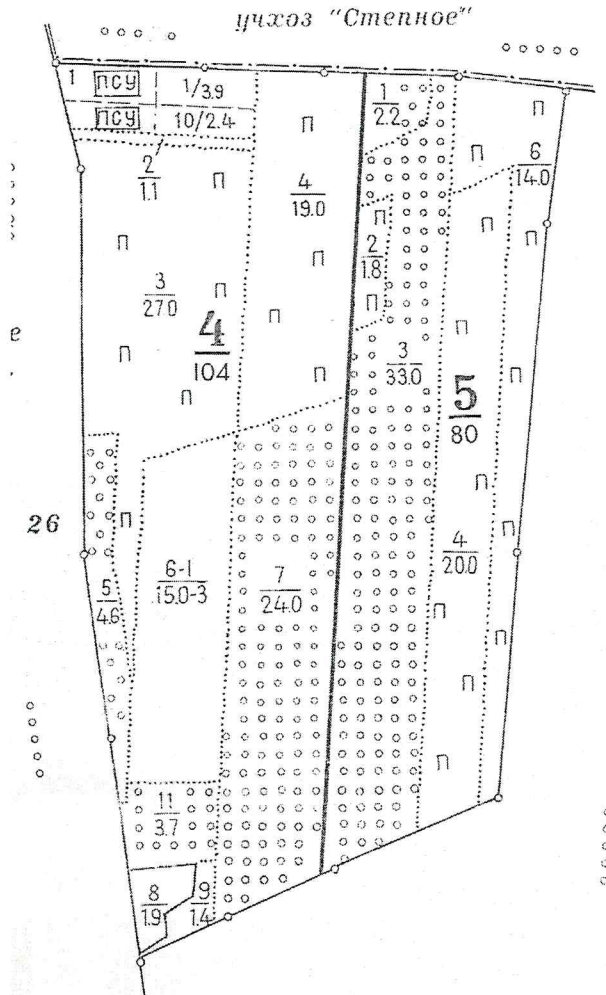 учхоз "Степное"
1 ПСУ
1/3.9
ПСУ
10/2.4
1/2.2
П
П
П
6/14.0
2/1.1
П
4/19.0
П
2/1.8
П
П
П
П
П
3/27.0
П
П
П
П
е
4/104
3/33.0
5/80
П
П
П
П
П
26
П
П
П
6-1/15.0-3
7/24.0
4/20.0
5/4.6
П
П
П
П
11/3.7
8/1.9
9/1.4